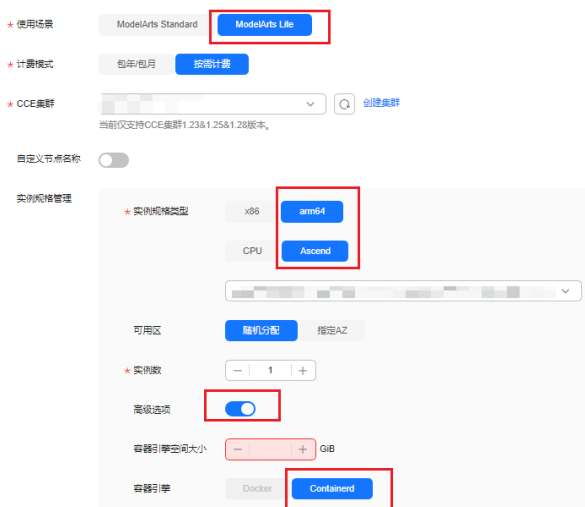 * 使用场景 ModelArts Standard ModelArts Lite
* 计费模式 包年/包月 按需计费
* CCE集群 创建集群
当前仅支持CCE集群1.23&1.25&1.28版本。
自定义节点名称
实例规格管理
* 实例规格类型 x86 arm64
CPU Ascend
可用区 随机分配 指定AZ
* 实例数 − 1 +
高级选项
容器引擎空间大小 − + GiB
容器引擎 Docker Containerd